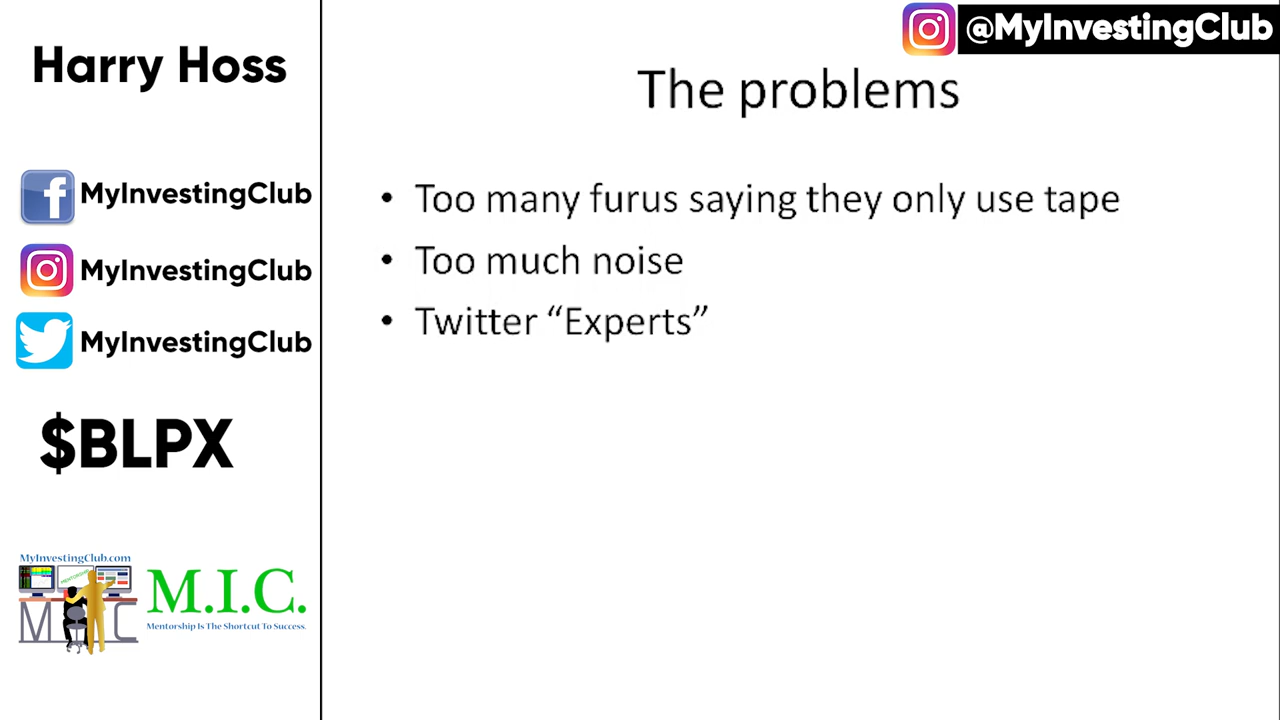 Harry Hoss
MyInvestingClub
MyInvestingClub
MyInvestingClub
$BLPX
MyInvestingClub.com
MENTORSHIP
M I C
M.I.C.
Mentorship Is The Shortcut To Success.
@MyInvestingClub
The problems
• Too many furus saying they only use tape
• Too much noise
• Twitter “Experts”